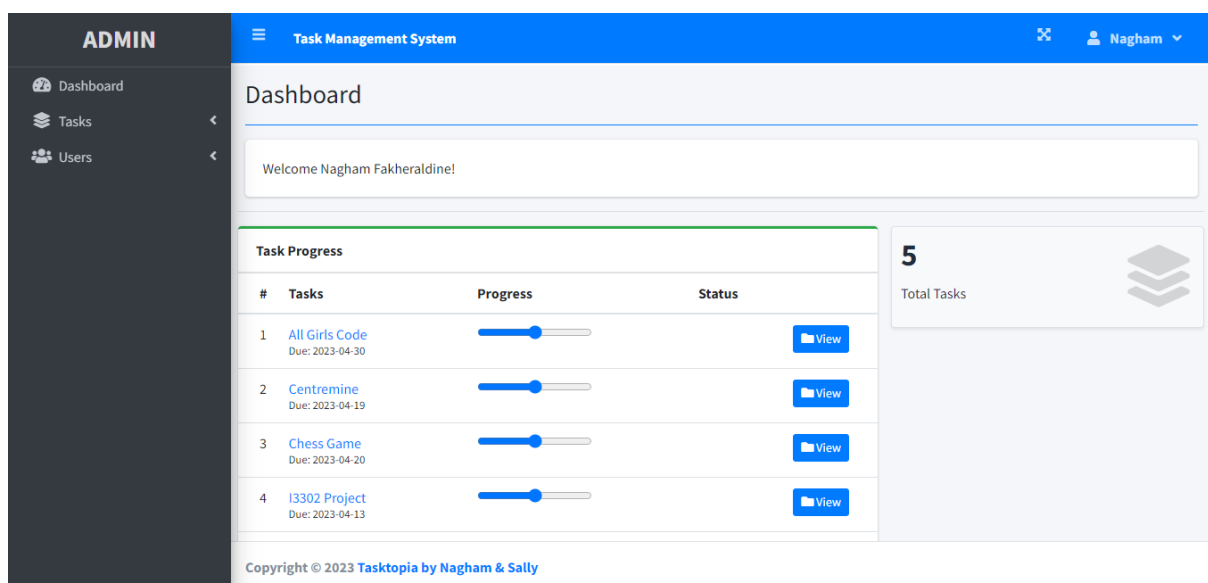 ADMIN
Task Management System
Nagham
Dashboard
Tasks
Users
Dashboard
Welcome Nagham Fakheraldine!
Task Progress
# Tasks Progress Status
1 All Girls Code View
Due: 2023-04-30
2 Centremine View
Due: 2023-04-19
3 Chess Game View
Due: 2023-04-20
4 I3302 Project View
Due: 2023-04-13
5
Total Tasks
Copyright © 2023 Tasktopia by Nagham & Sally